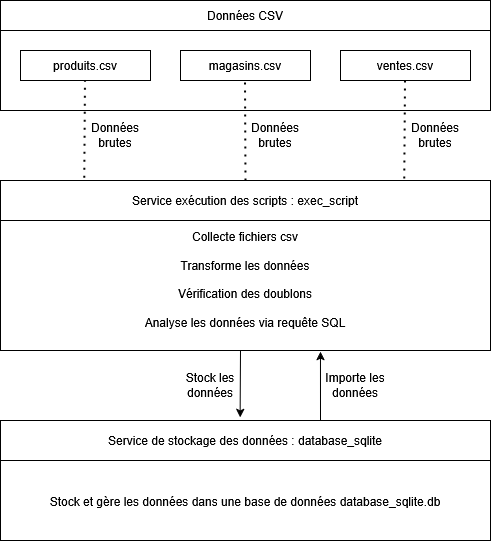 Données CSV
produits.csv
magasins.csv
ventes.csv
Données
brutes
Données
brutes
Données
brutes
Service exécution des scripts : exec_script
Collecte fichiers csv
Transforme les données
Vérification des doublons
Analyse les données via requête SQL
Stock les
données
Importe les
données
Service de stockage des données : database_sqlite
Stock et gère les données dans une base de données database_sqlite.db